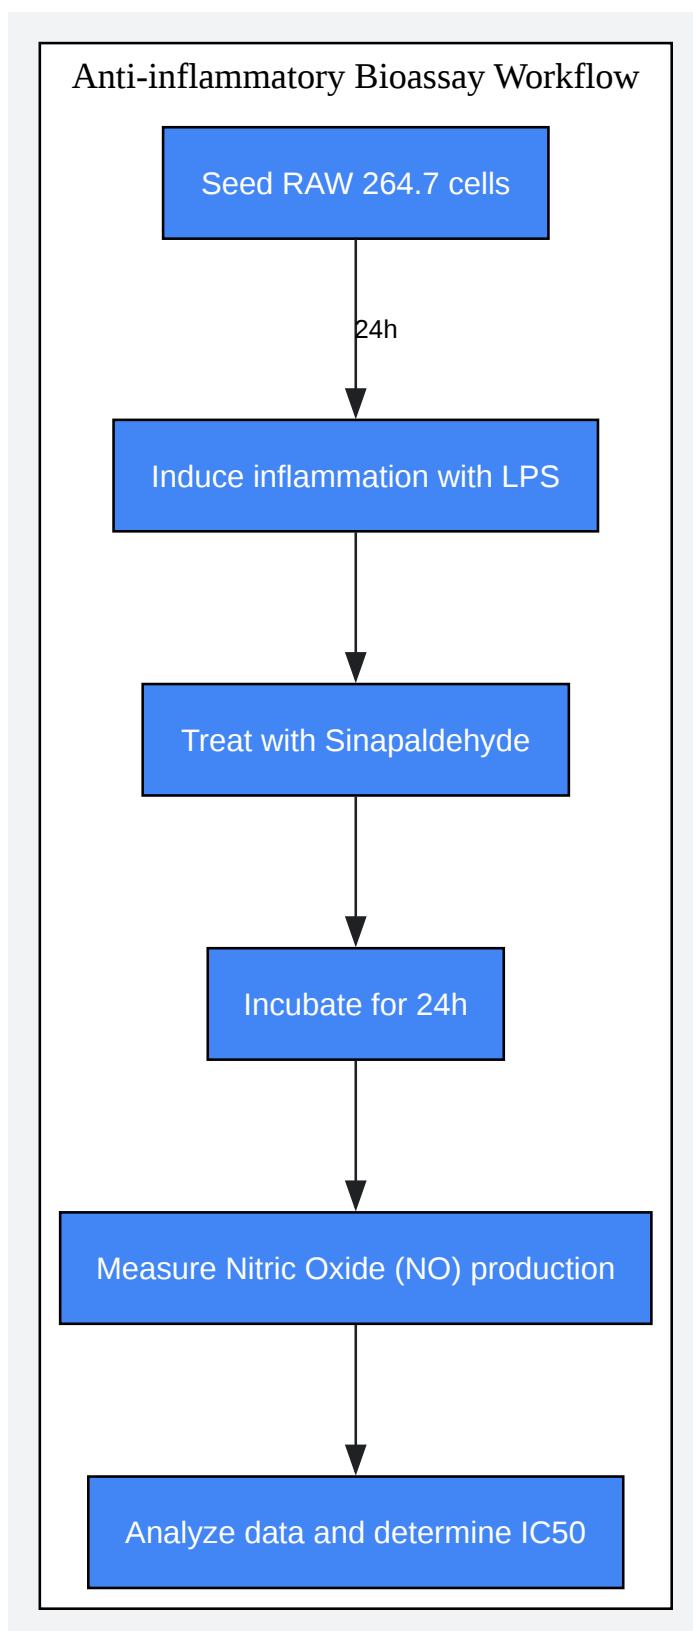 Anti-inflammatory Bioassay Workflow
Seed RAW 264.7 cells
24h
Induce inflammation with LPS
Treat with Sinapaldehyde
Incubate for 24h
Measure Nitric Oxide (NO) production
Analyze data and determine IC50